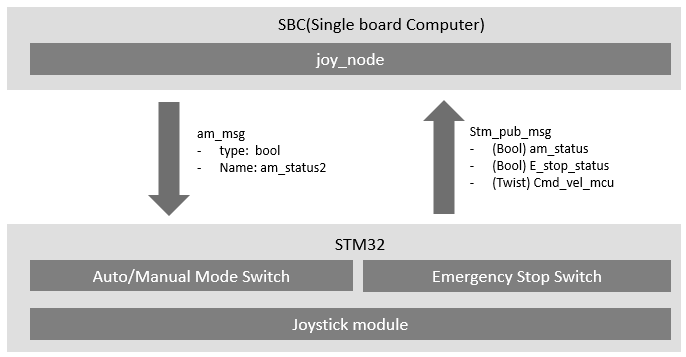 SBC(Single board Computer)
joy_node
am_msg
- type: bool
- Name: am_status2
Stm_pub_msg
- (Bool) am_status
- (Bool) E_stop_status
- (Twist) Cmd_vel_mcu
STM32
Auto/Manual Mode Switch
Emergency Stop Switch
Joystick module